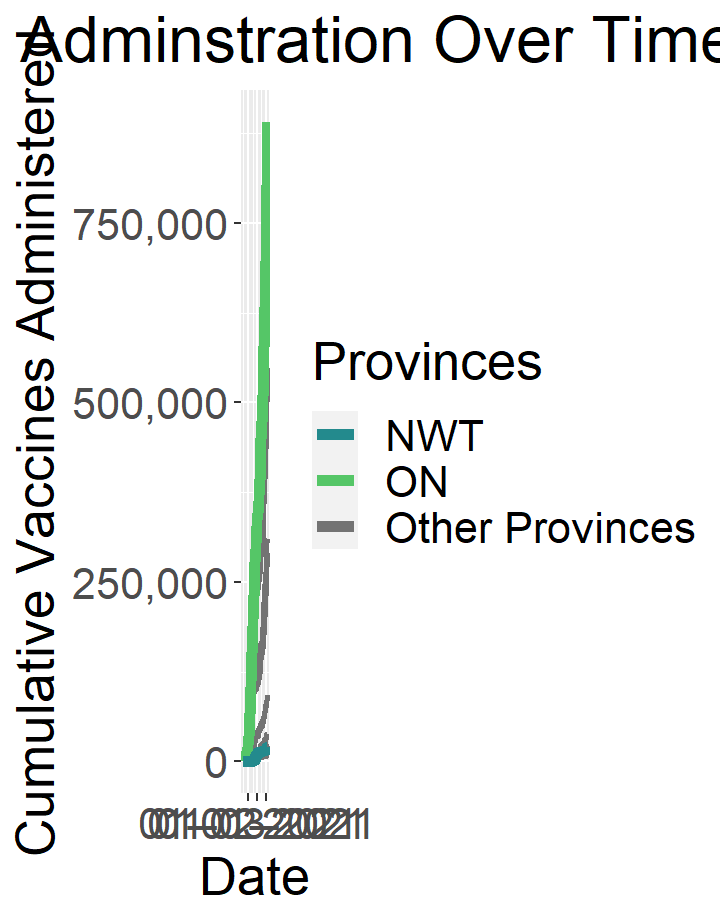 Adminstration Over Time
Cumulative Vaccines Administered
750,000
500,000
250,000
0
Provinces
NWT
ON
Other Provinces
Date